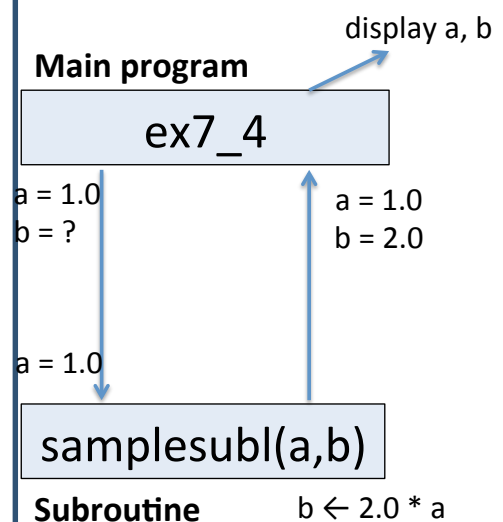 display a, b
Main program
ex7_4
a = 1.0
b = ?
a = 1.0
b = 2.0
a = 1.0
samplesubl(a,b)
Subroutine
b ← 2.0 * a